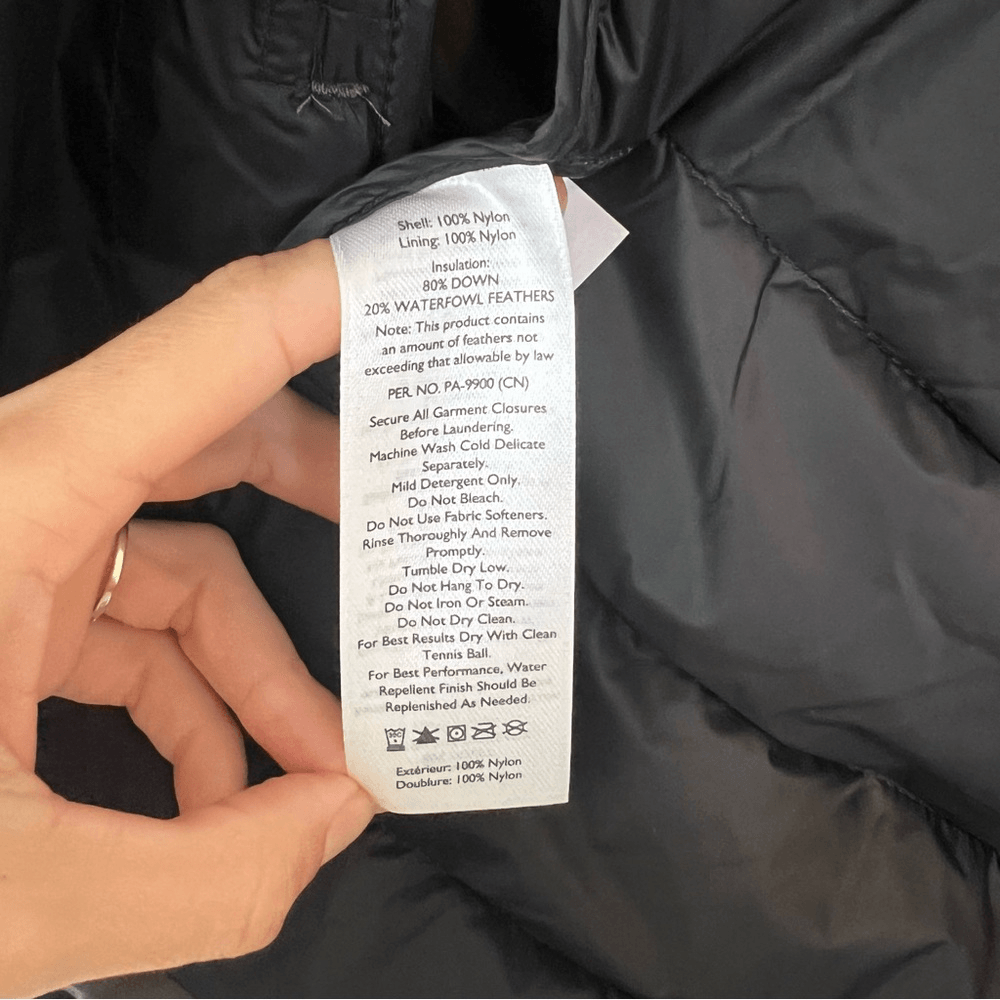 Shell: 100% Nylon
Lining: 100% Nylon
Insulation:
80% DOWN
20% WATERFOWL FEATHERS
Note: This product contains
an amount of feathers not
exceeding that allowable by law
PER. NO. PA-9900 (CN)
Secure All Garment Closures
Before Laundering.
Machine Wash Cold Delicate
Separately.
Mild Detergent Only,
Do Not Bleach.
Do Not Use Fabric Softeners.
Rinse Thoroughly And Remove
Promptly.
Tumble Dry Low.
Do Not Hang To Dry.
Do Not Iron Or Steam.
Do Not Dry Clean.
For Best Results Dry With Clean
Tennis Ball.
For Best Performance, Water
Repellent Finish Should Be
Replenished As Needed.
30C
Extérieur: 100% Nylon
Doublure: 100% Nylon